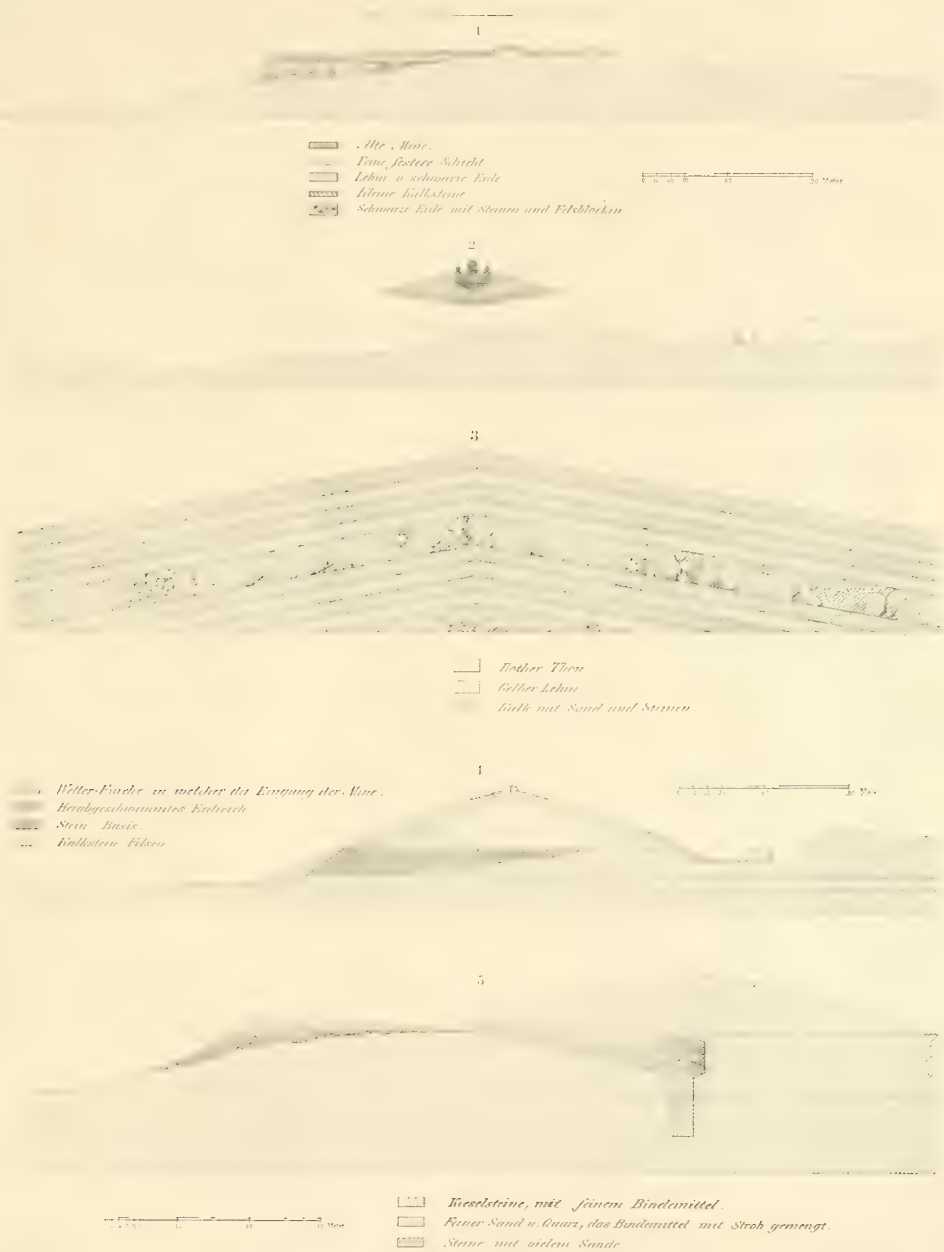 1
Alte Mine.
Eine festere Schicht
Lehm u. schwarze Erde
Kleine Kalksteine
Schwarze Erde mit Steinen und Felsblöcken
2
3
Rother Thon
Gelber Lehm
Kalk mit Sand und Steinen
4
Wetter-Furche in welcher der Eingang der Mine.
Herabgeschwemmtes Erdreich
Stein Basis.
Kalkstein Felsen
5
Kieselsteine, mit feinem Bindemittel.
Feiner Sand u. Quarz, das Bindemittel mit Stroh gemengt.
Steine mit vielem Sande